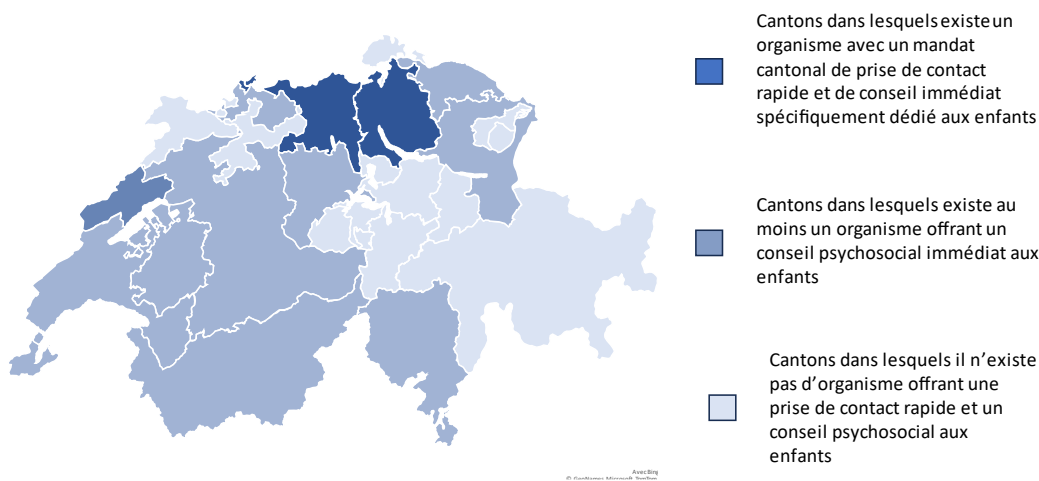 Cantons dans lesquels existe un
organisme avec un mandat
cantonal de prise de contact
rapide et de conseil immédiat
spécifiquement dédié aux enfants
Cantons dans lesquels existe au
moins un organisme offrant un
conseil psychosocial immédiat aux
enfants
Cantons dans lesquels il n’existe
pas d’organisme offrant une
prise de contact rapide et un
conseil psychosocial aux
enfants
Avec Bing
© GeoNames, Microsoft, TomTom